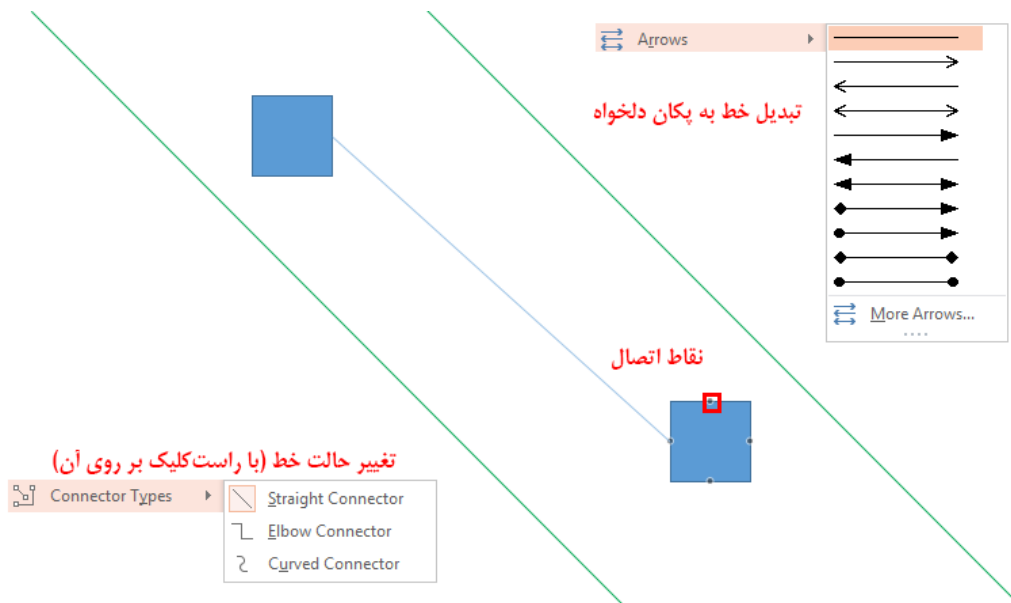 Arrows
تبدیل خط به پکان دلخواه
More Arrows...
نقاط اتصال
تغییر حالت خط (با راست‌کلیک بر روی آن)
Connector Types
Straight Connector
Elbow Connector
Curved Connector